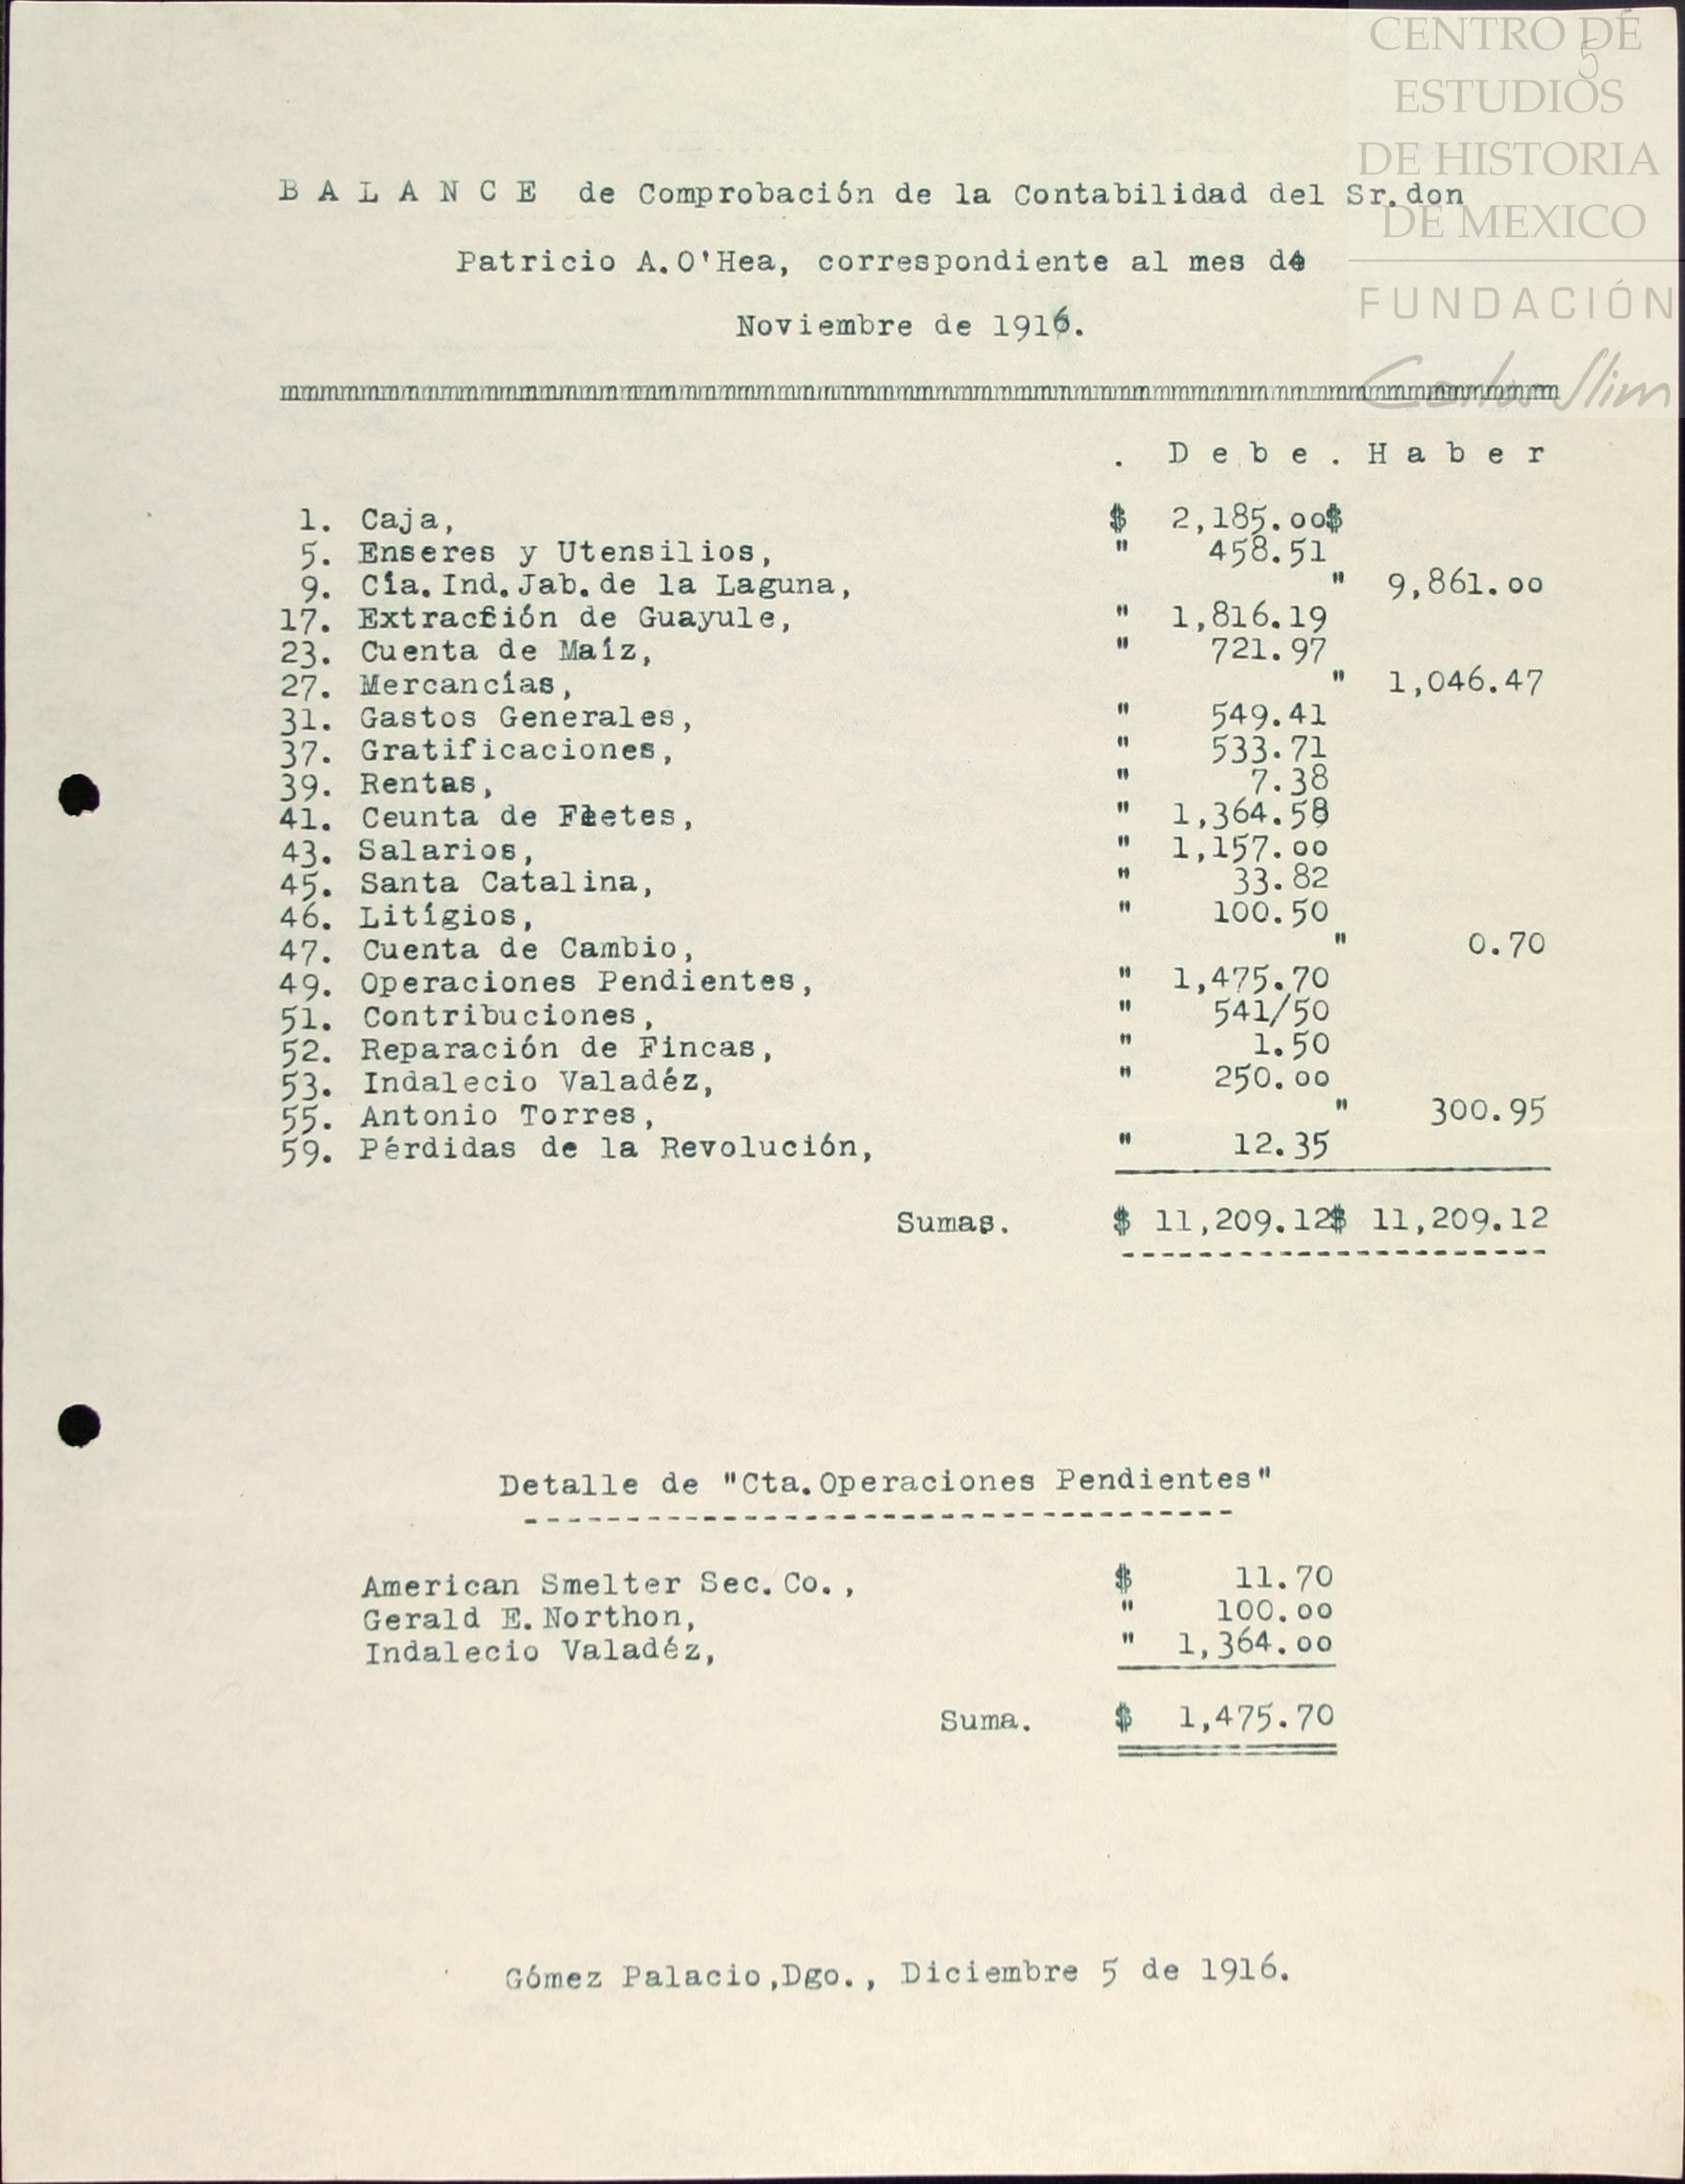 CENTRO DE
5
ESTUDIOS
DE HISTORIA
DE MEXICO
FUNDACIÓN
Carlos Slim
B A L A N C E de Comprobación de la Contabilidad del Sr.don
Patricio A.O'Hea, correspondiente al mes de
Noviembre de 1916.
. D e b e . H a b e r
1. Caja, $ 2,185.oo$
5. Enseres y Utensilios, " 458.51
9. Cía.Ind.Jab.de la Laguna, " 9,861.oo
17. Extracción de Guayule, " 1,816.19
23. Cuenta de Maíz, " 721.97
27. Mercancías, " 1,046.47
31. Gastos Generales, " 549.41
37. Gratificaciones, " 533.71
39. Rentas, " 7.38
41. Ceunta de Fletes, " 1,364.58
43. Salarios, " 1,157.oo
45. Santa Catalina, " 33.82
46. Litígios, " 100.50
47. Cuenta de Cambio, " 0.70
49. Operaciones Pendientes, " 1,475.70
51. Contribuciones, " 541/50
52. Reparación de Fincas, " 1.50
53. Indalecio Valadéz, " 250.oo
55. Antonio Torres, " 300.95
59. Pérdidas de la Revolución, " 12.35
Sumas. $ 11,209.12$ 11,209.12
Detalle de "Cta.Operaciones Pendientes"
American Smelter Sec.Co., $ 11.70
Gerald E.Northon, " 100.oo
Indalecio Valadéz, " 1,364.oo
Suma. $ 1,475.70
Gómez Palacio,Dgo., Diciembre 5 de 1916.